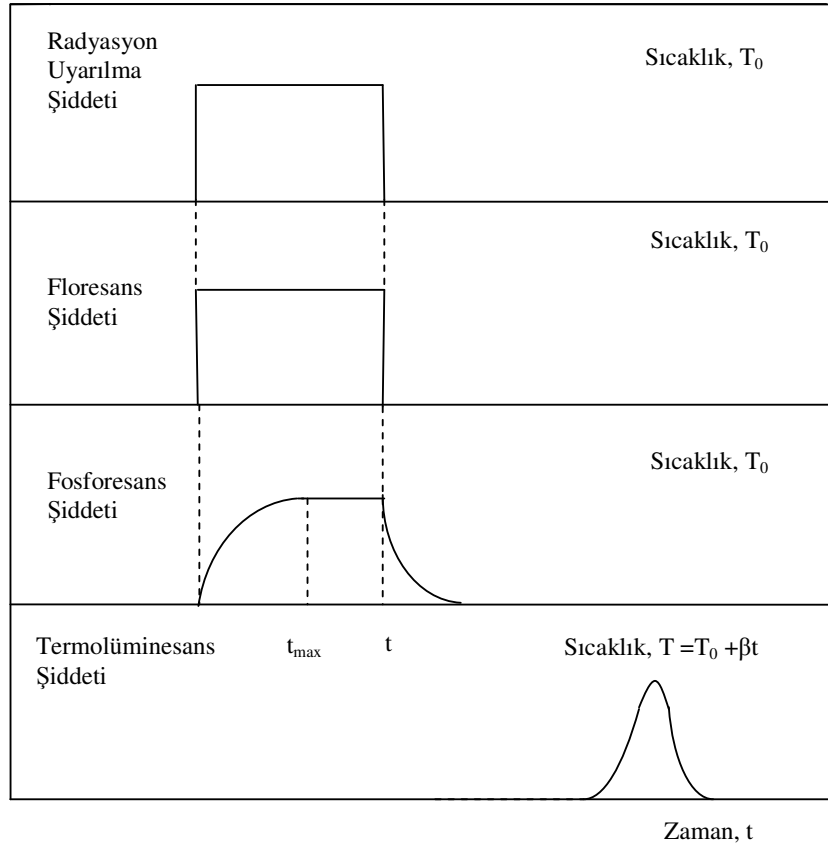 Radyasyon
Uyarılma
Şiddeti
Sıcaklık, T₀
Floresans
Şiddeti
Sıcaklık, T₀
Fosforesans
Şiddeti
Sıcaklık, T₀
Termolüminesans
Şiddeti
t_max
t
Sıcaklık, T =T₀ +βt
Zaman, t